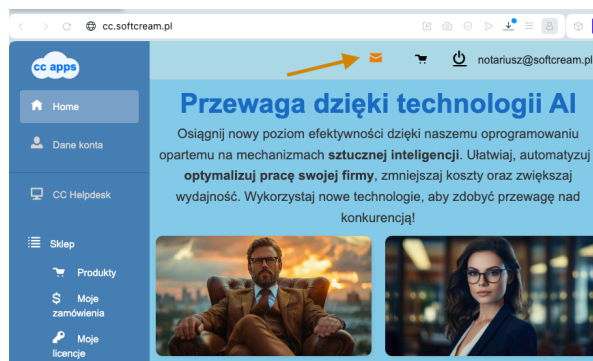 cc.softcream.pl
cc apps
notariusz@softcream.pl
Home
Dane konta
CC Helpdesk
Sklep
Produkty
$ Moje
zamówienia
Moje
licencje
Przewaga dzięki technologii AI
Osiągnij nowy poziom efektywności dzięki naszemu oprogramowaniu
opartemu na mechanizmach sztucznej inteligencji. Ułatwiaj, automatyzuj
optymalizuj pracę swojej firmy, zmniejszaj koszty oraz zwiększaj
wydajność. Wykorzystaj nowe technologie, aby zdobyć przewagę nad
konkurencją!